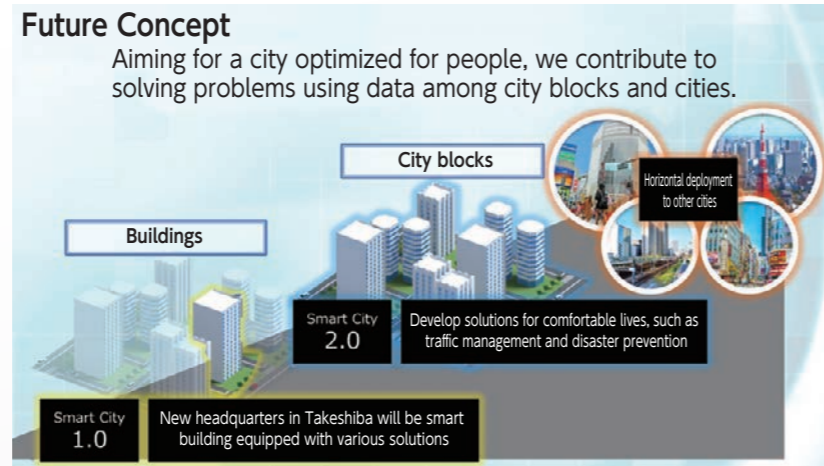 Future Concept
Aiming for a city optimized for people, we contribute to
solving problems using data among city blocks and cities.
City blocks
Horizontal deployment
to other cities
Buildings
Smart City
2.0
Develop solutions for comfortable lives, such as
traffic management and disaster prevention
Smart City
1.0
New headquarters in Takeshiba will be smart
building equipped with various solutions